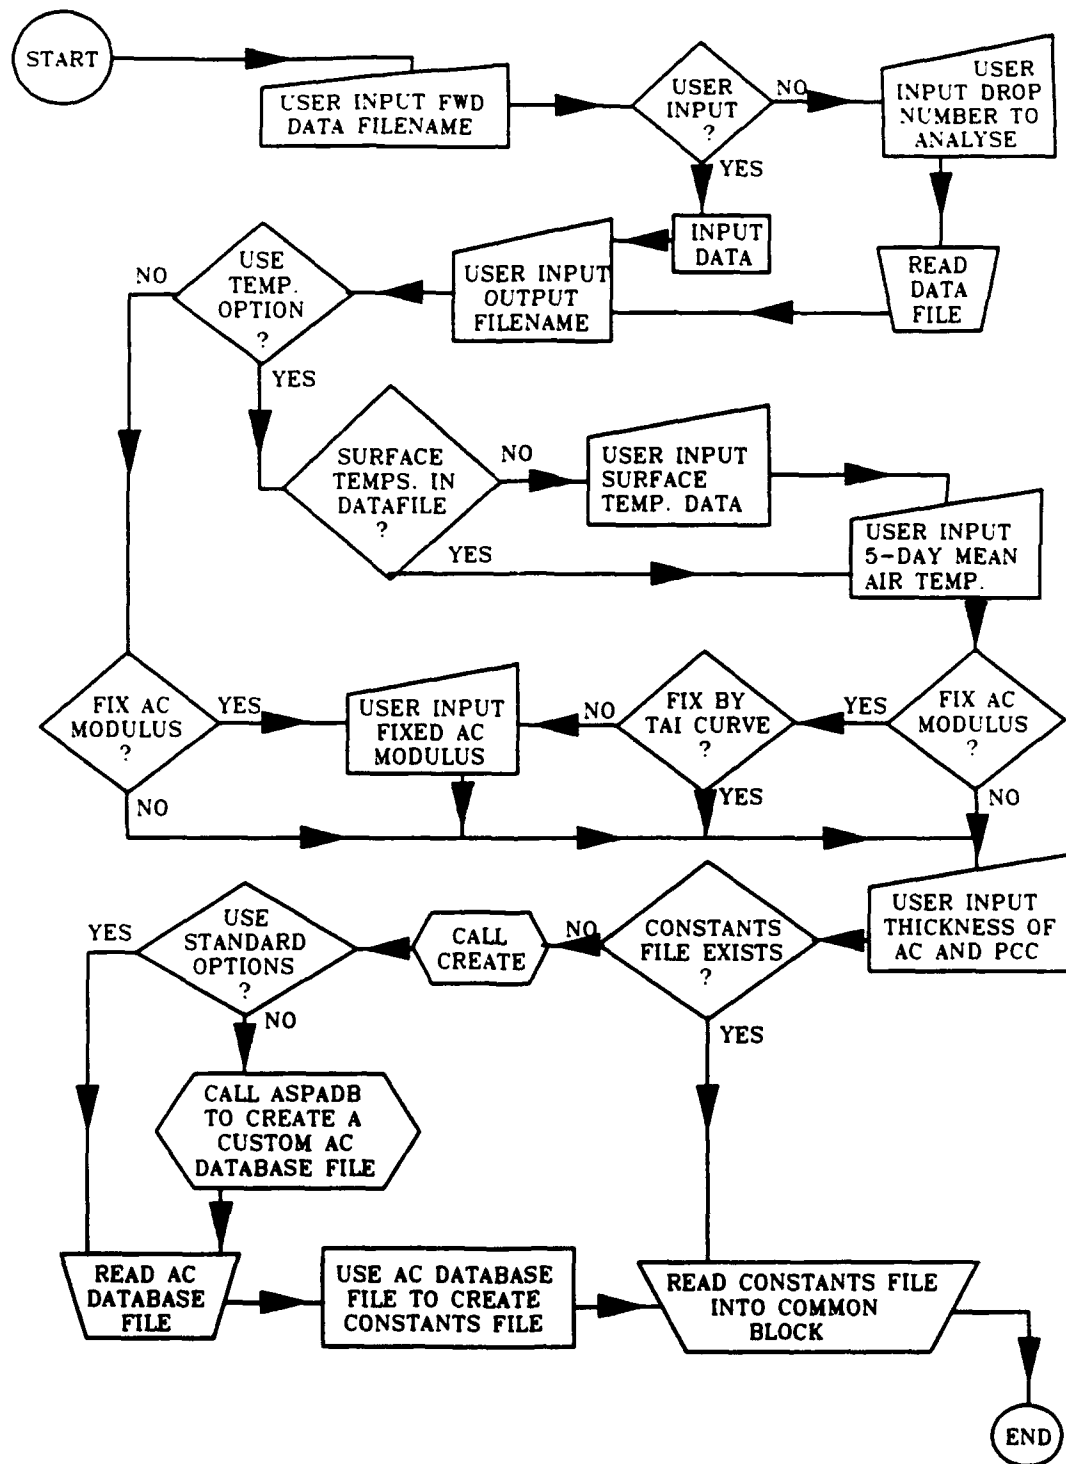 START
USER INPUT FWD
DATA FILENAME
USER
INPUT
?
NO
YES
USER
INPUT DROP
NUMBER TO
ANALYSE
INPUT
DATA
READ
DATA
FILE
USER INPUT
OUTPUT
FILENAME
USE
TEMP.
OPTION
?
NO
YES
SURFACE
TEMPS. IN
DATAFILE
?
NO
YES
USER INPUT
SURFACE
TEMP. DATA
USER INPUT
5-DAY MEAN
AIR TEMP.
FIX AC
MODULUS
?
YES
NO
USER INPUT
FIXED AC
MODULUS
FIX BY
TAI CURVE
?
NO
YES
FIX AC
MODULUS
?
YES
NO
USER INPUT
THICKNESS OF
AC AND PCC
CONSTANTS
FILE EXISTS
?
NO
YES
CALL
CREATE
USE
STANDARD
OPTIONS
?
YES
NO
CALL ASPADB
TO CREATE A
CUSTOM AC
DATABASE FILE
READ AC
DATABASE
FILE
USE AC DATABASE
FILE TO CREATE
CONSTANTS FILE
READ CONSTANTS FILE
INTO COMMON
BLOCK
END